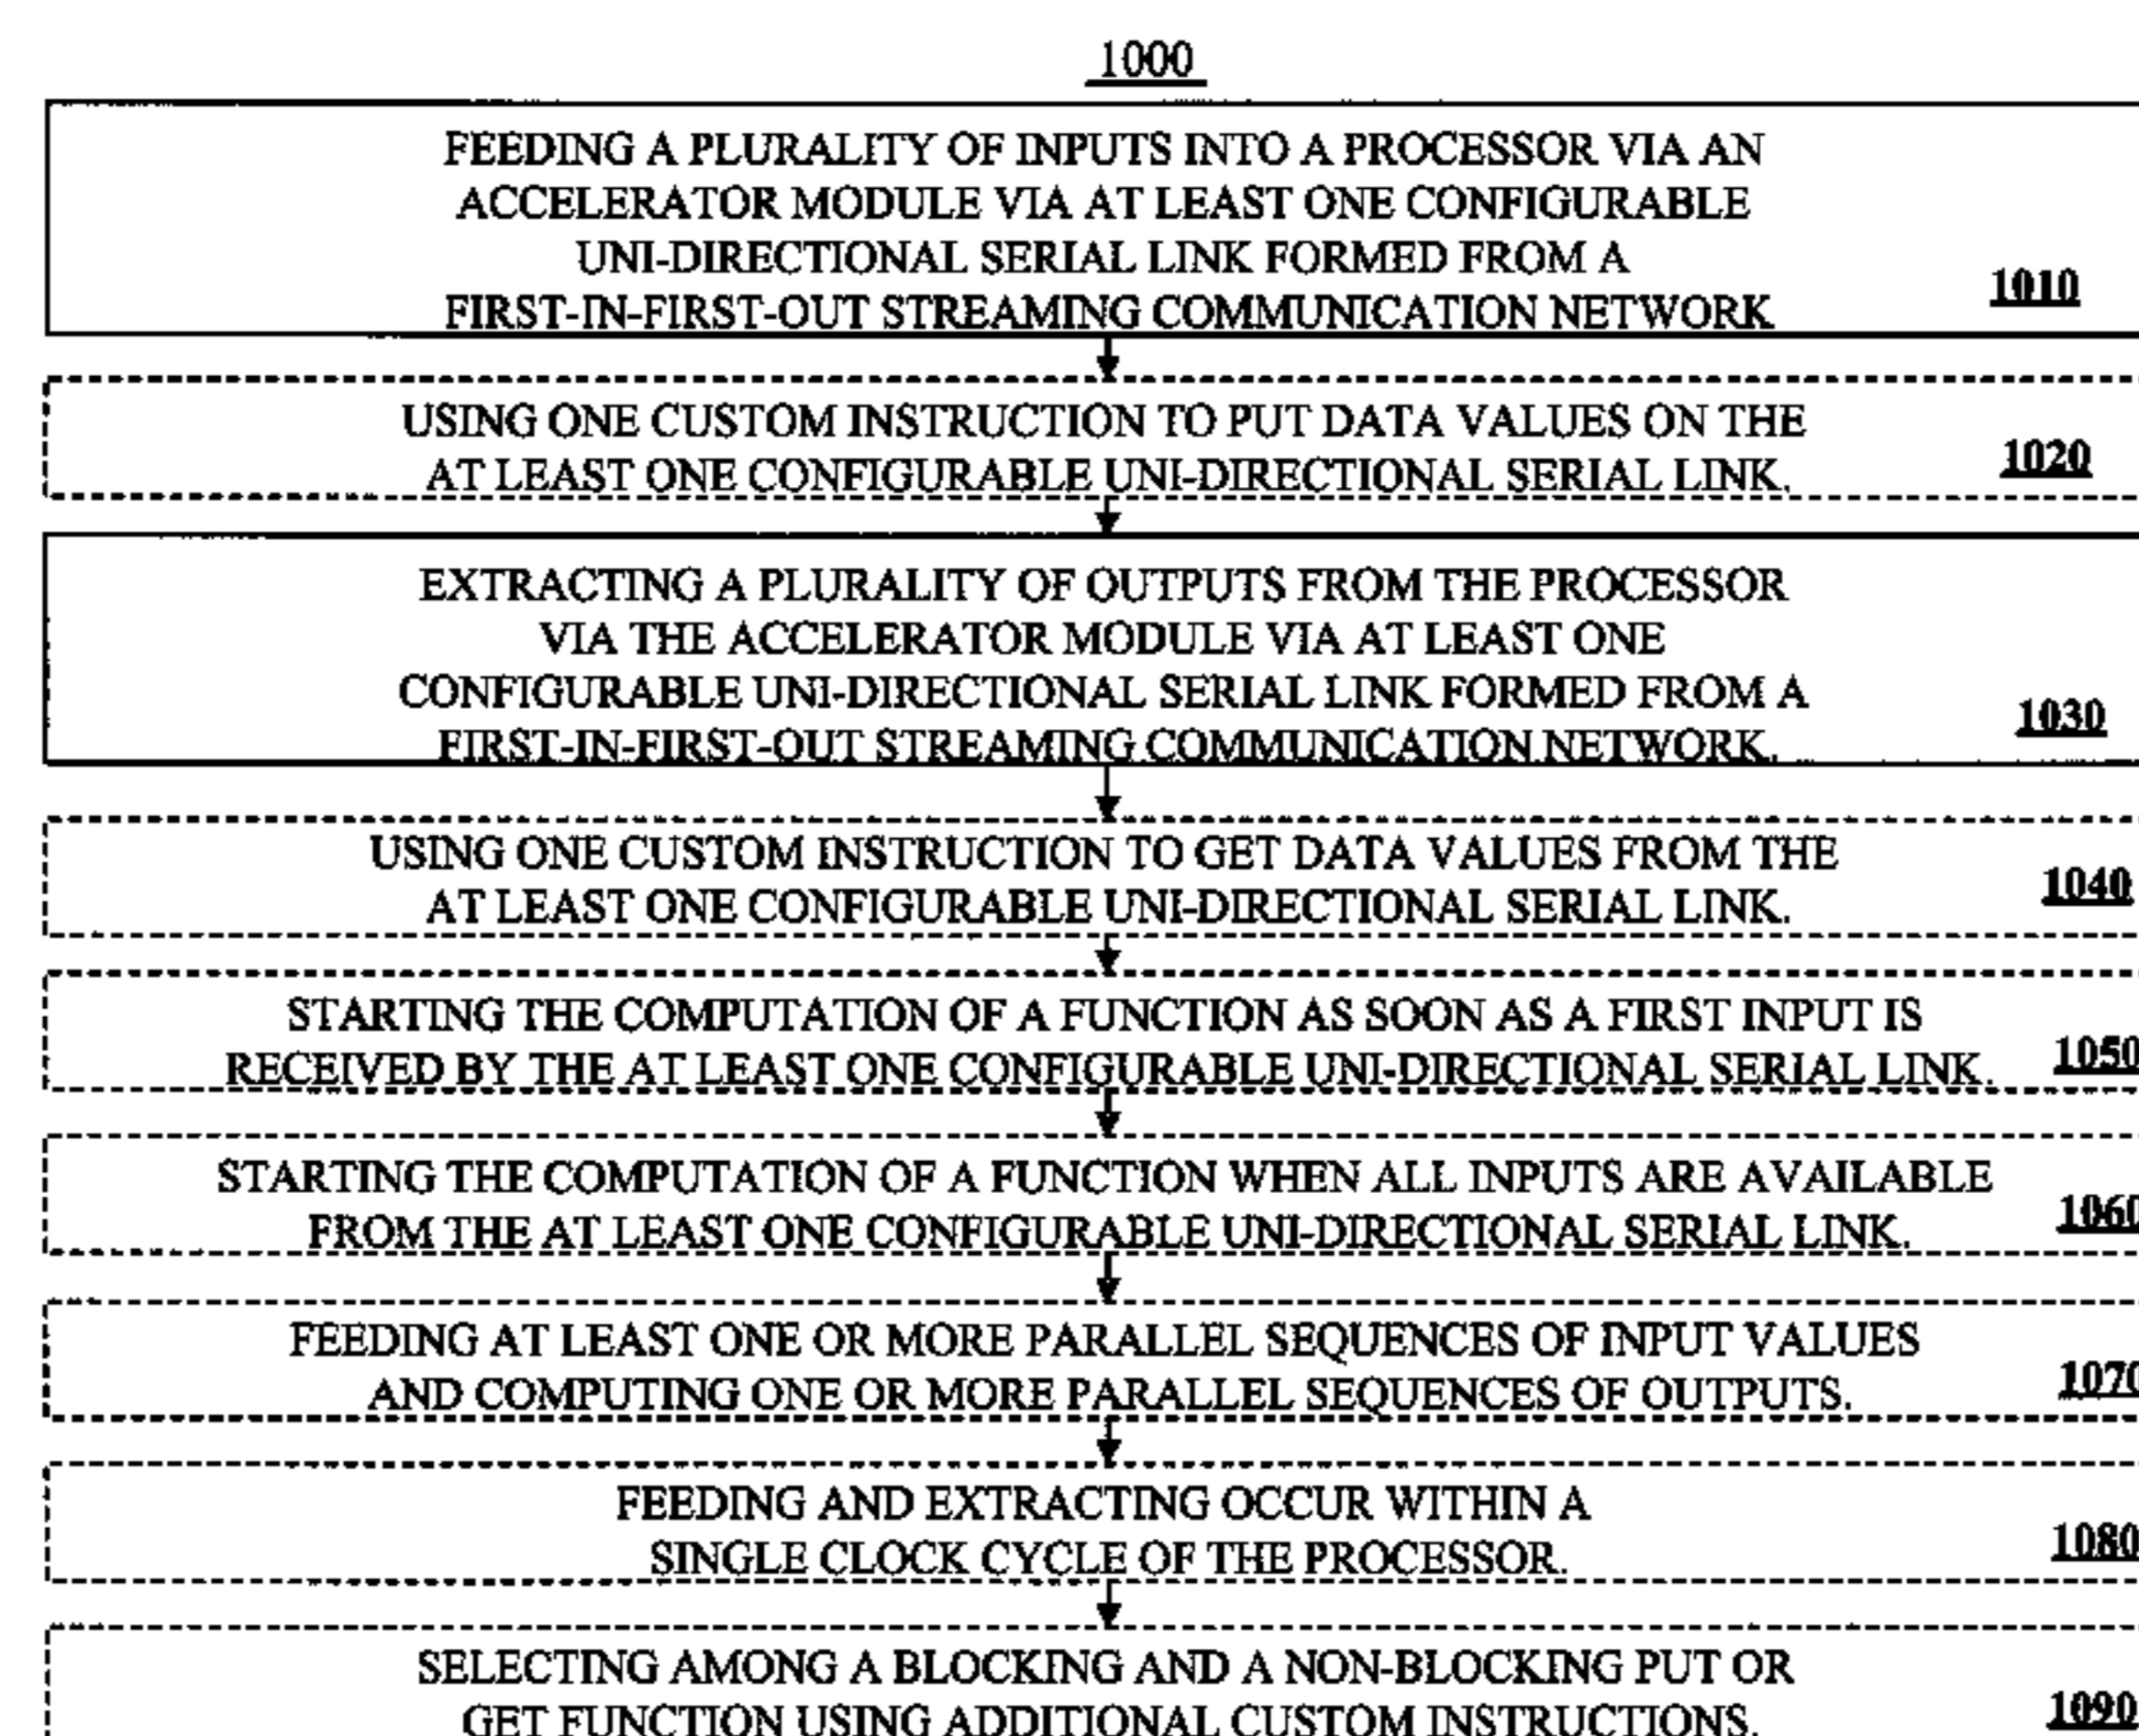 1000
FEEDING A PLURALITY OF INPUTS INTO A PROCESSOR VIA AN
ACCELERATOR MODULE VIA AT LEAST ONE CONFIGURABLE
UNI-DIRECTIONAL SERIAL LINK FORMED FROM A
FIRST-IN-FIRST-OUT STREAMING COMMUNICATION NETWORK
1010
USING ONE CUSTOM INSTRUCTION TO PUT DATA VALUES ON THE
AT LEAST ONE CONFIGURABLE UNI-DIRECTIONAL SERIAL LINK.
1020
EXTRACTING A PLURALITY OF OUTPUTS FROM THE PROCESSOR
VIA THE ACCELERATOR MODULE VIA AT LEAST ONE
CONFIGURABLE UNI-DIRECTIONAL SERIAL LINK FORMED FROM A
FIRST-IN-FIRST-OUT STREAMING COMMUNICATION NETWORK.
1030
USING ONE CUSTOM INSTRUCTION TO GET DATA VALUES FROM THE
AT LEAST ONE CONFIGURABLE UNI-DIRECTIONAL SERIAL LINK.
1040
STARTING THE COMPUTATION OF A FUNCTION AS SOON AS A FIRST INPUT IS
RECEIVED BY THE AT LEAST ONE CONFIGURABLE UNI-DIRECTIONAL SERIAL LINK.
1050
STARTING THE COMPUTATION OF A FUNCTION WHEN ALL INPUTS ARE AVAILABLE
FROM THE AT LEAST ONE CONFIGURABLE UNI-DIRECTIONAL SERIAL LINK.
1060
FEEDING AT LEAST ONE OR MORE PARALLEL SEQUENCES OF INPUT VALUES
AND COMPUTING ONE OR MORE PARALLEL SEQUENCES OF OUTPUTS.
1070
FEEDING AND EXTRACTING OCCUR WITHIN A
SINGLE CLOCK CYCLE OF THE PROCESSOR.
1080
SELECTING AMONG A BLOCKING AND A NON-BLOCKING PUT OR
GET FUNCTION USING ADDITIONAL CUSTOM INSTRUCTIONS.
1090